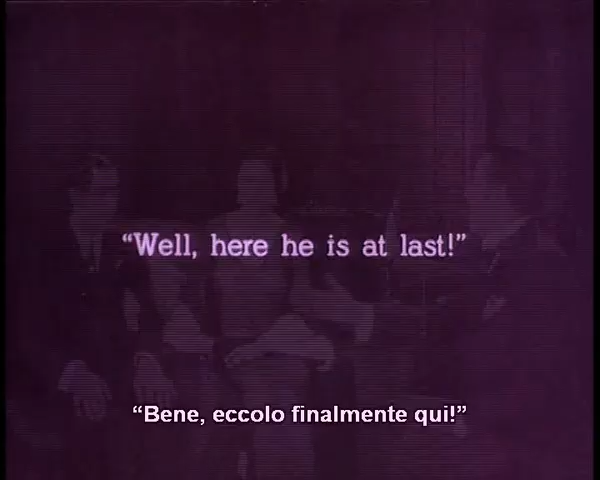 “Well, here he is at last!”
“Bene, eccolo finalmente qui!”